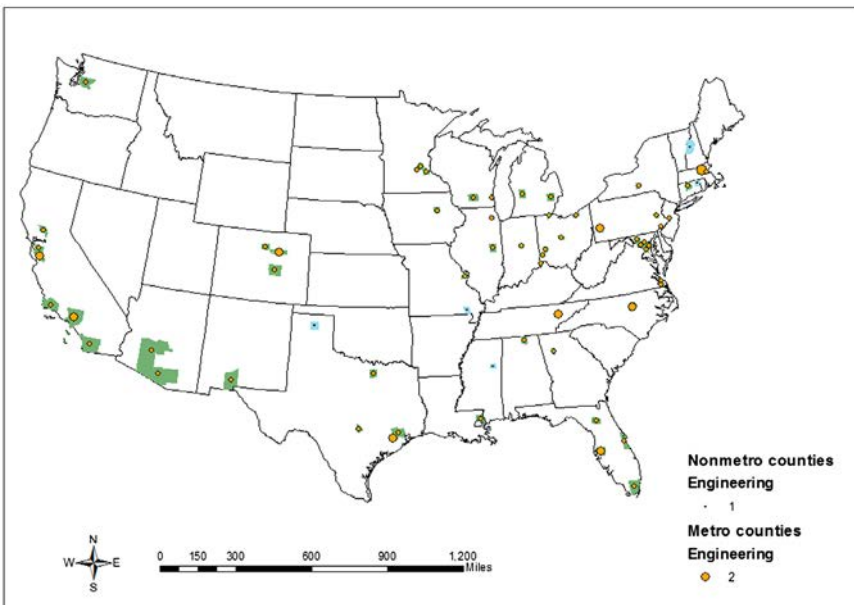 Nonmetro counties
Engineering
1
Metro counties
Engineering
2
N
W E
S
0 150 300 600 900 1,200
Miles